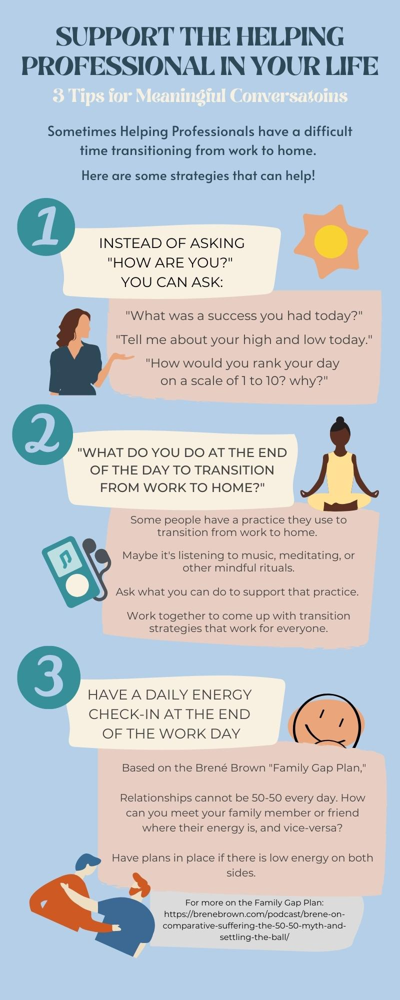 SUPPORT THE HELPING
PROFESSIONAL IN YOUR LIFE
3 Tips for Meaningful Conversatoins
Sometimes Helping Professionals have a difficult
time transitioning from work to home.
Here are some strategies that can help!
1
INSTEAD OF ASKING
"HOW ARE YOU?"
YOU CAN ASK:
"What was a success you had today?"
"Tell me about your high and low today."
"How would you rank your day
on a scale of 1 to 10? why?"
2
"WHAT DO YOU DO AT THE END
OF THE DAY TO TRANSITION
FROM WORK TO HOME?"
Some people have a practice they use to
transition from work to home.
Maybe it's listening to music, meditating, or
other mindful rituals.
Ask what you can do to support that practice.
Work together to come up with transition
strategies that work for everyone.
3
HAVE A DAILY ENERGY
CHECK-IN AT THE END
OF THE WORK DAY
Based on the Brené Brown "Family Gap Plan,"
Relationships cannot be 50-50 every day. How
can you meet your family member or friend
where their energy is, and vice-versa?
Have plans in place if there is low energy on both
sides.
For more on the Family Gap Plan:
https://brenebrown.com/podcast/brene-on-
comparative-suffering-the-50-50-myth-and-
settling-the-ball/